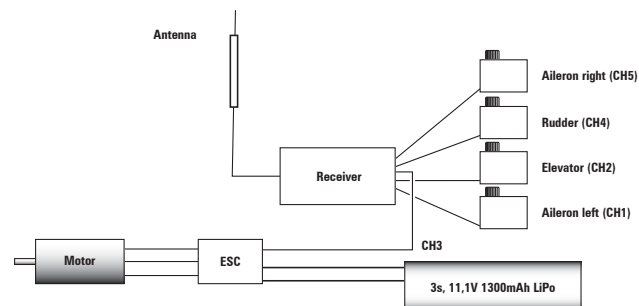 Antenna
Aileron right (CH5)
Rudder (CH4)
Receiver
Elevator (CH2)
Aileron left (CH1)
CH3
Motor
ESC
3s, 11,1V 1300mAh LiPo